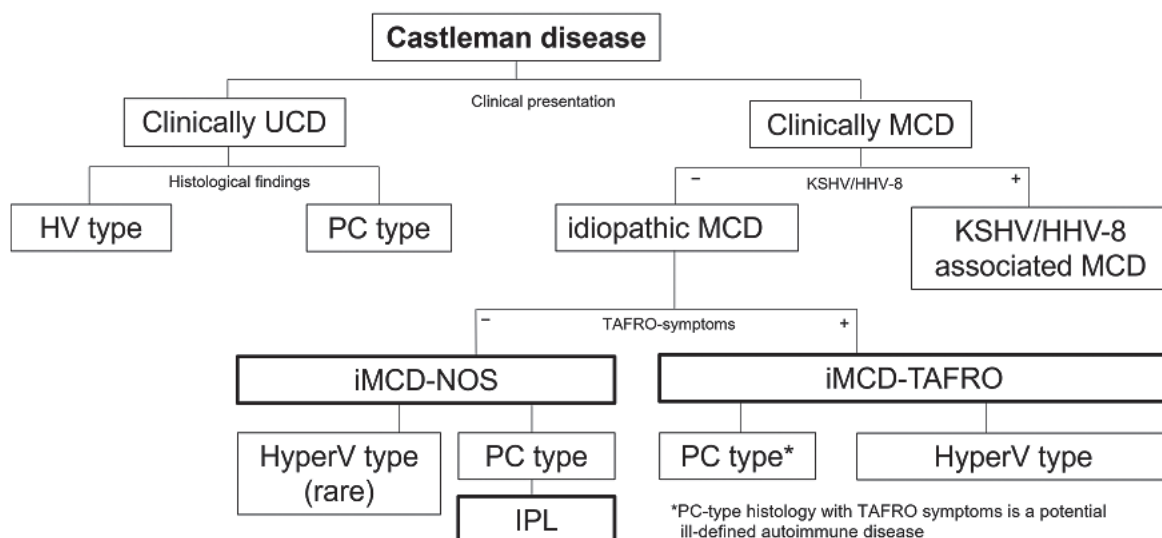 Castleman disease
Clinical presentation
Clinically UCD
Clinically MCD
Histological findings
− KSHV/HHV-8 +
HV type
PC type
idiopathic MCD
KSHV/HHV-8
associated MCD
− TAFRO-symptoms +
iMCD-NOS
iMCD-TAFRO
HyperV type
(rare)
PC type
PC type*
HyperV type
IPL
*PC-type histology with TAFRO symptoms is a potential
ill-defined autoimmune disease